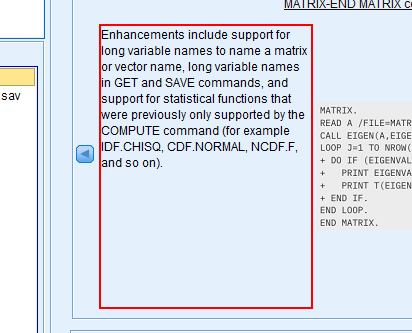 MATRIX-END MATRIX
sav
Enhancements include support for
long variable names to name a matrix
or vector name, long variable names
in GET and SAVE commands, and
support for statistical functions that
were previously only supported by the
COMPUTE command (for example
IDF.CHISQ, CDF.NORMAL, NCDF.F,
and so on).
MATRIX.
READ A /FILE=MATR
CALL EIGEN(A,EIGE
LOOP J=1 TO NROW(
+ DO IF (EIGENVAL
+ PRINT EIGENVA
+ PRINT T(EIGEN
+ END IF.
END LOOP.
END MATRIX.